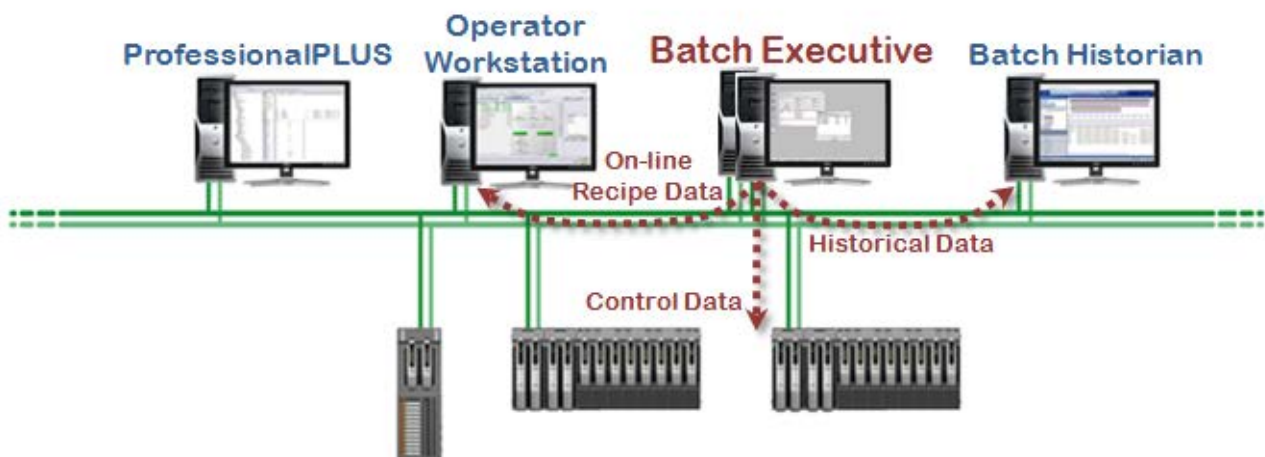 ProfessionalPLUS
Operator
Workstation
Batch Executive
Batch Historian
On-line
Recipe Data
Historical Data
Control Data